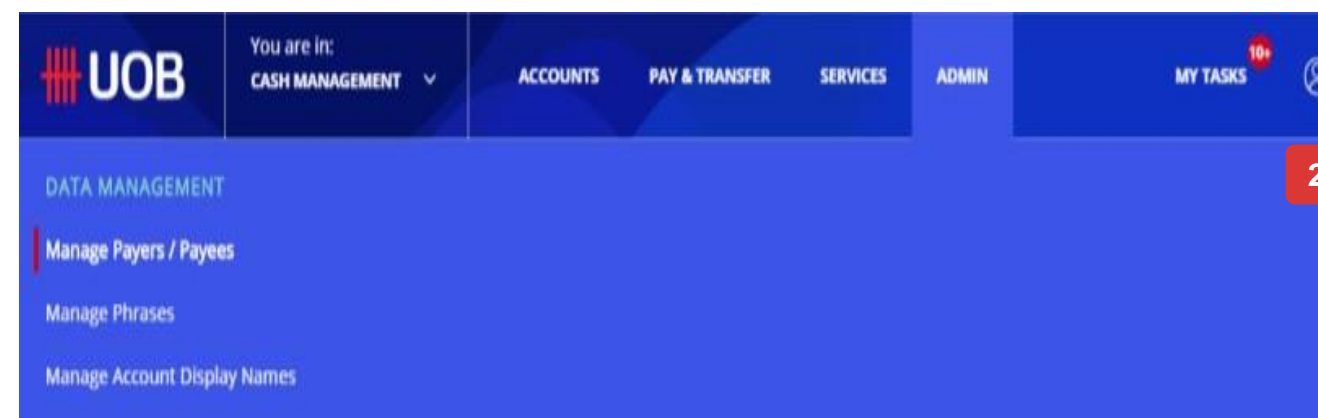 UOB
You are in:
CASH MANAGEMENT
ACCOUNTS
PAY & TRANSFER
SERVICES
ADMIN
MY TASKS
10+
2
DATA MANAGEMENT
Manage Payers / Payees
Manage Phrases
Manage Account Display Names